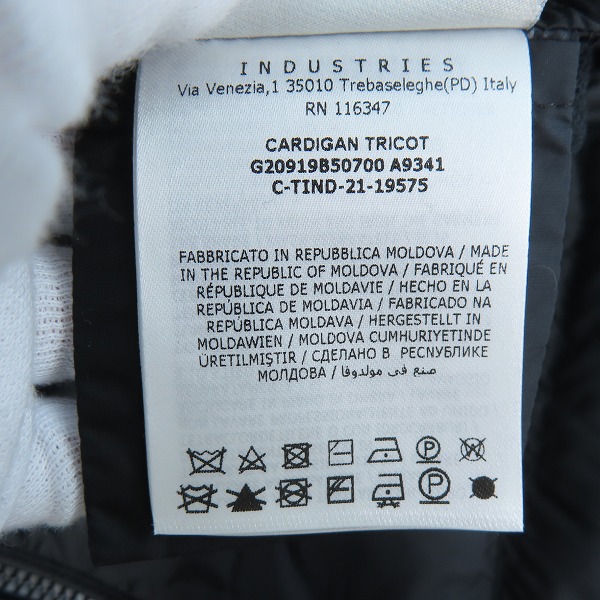 INDUSTRIES
Via Venezia,1 35010 Trebaseleghe(PD) Italy
RN 116347
CARDIGAN TRICOT
G20919B50700 A9341
C-TIND-21-19575
FABBRICATO IN REPUBBLICA MOLDOVA / MADE
IN THE REPUBLIC OF MOLDOVA / FABRIQUÉ EN
RÉPUBLIQUE DE MOLDAVIE / HECHO EN LA
REPÚBLICA DE MOLDAVIA / FABRICADO NA
REPÚBLICA MOLDOVA / HERGESTELLT IN
MOLDAWIEN / MOLDOVA CUMHURIYETINDE
ÜRETILMIŞTIR / СДЕЛАНО В РЕСПУБЛИКЕ
МОЛДОВА / صنع في مولدوفا
P W
P